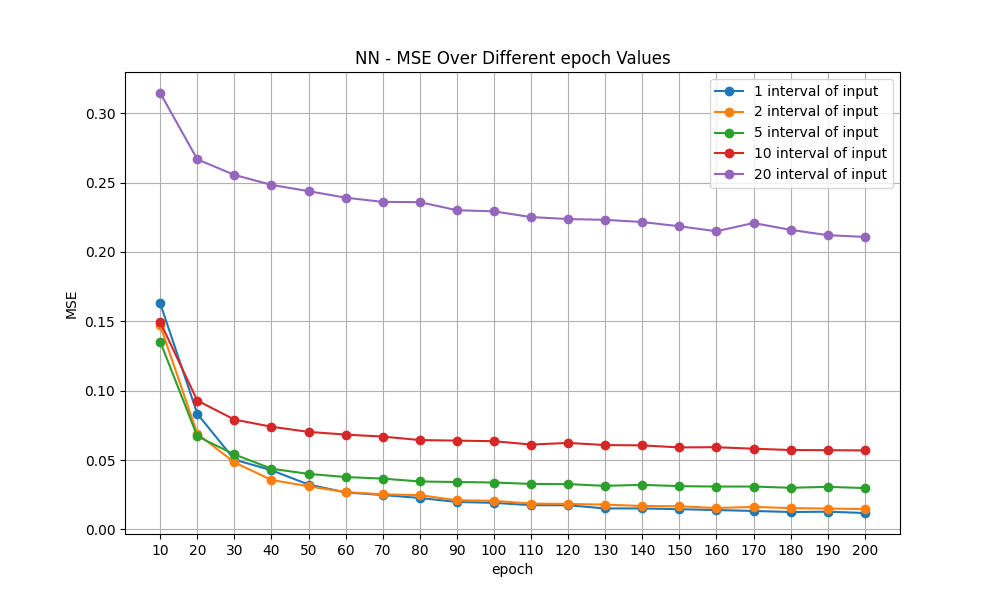 NN - MSE Over Different epoch Values
1 interval of input
2 interval of input
5 interval of input
10 interval of input
20 interval of input
MSE
0.30
0.25
0.20
0.15
0.10
0.05
0.00
10 20 30 40 50 60 70 80 90 100 110 120 130 140 150 160 170 180 190 200
epoch